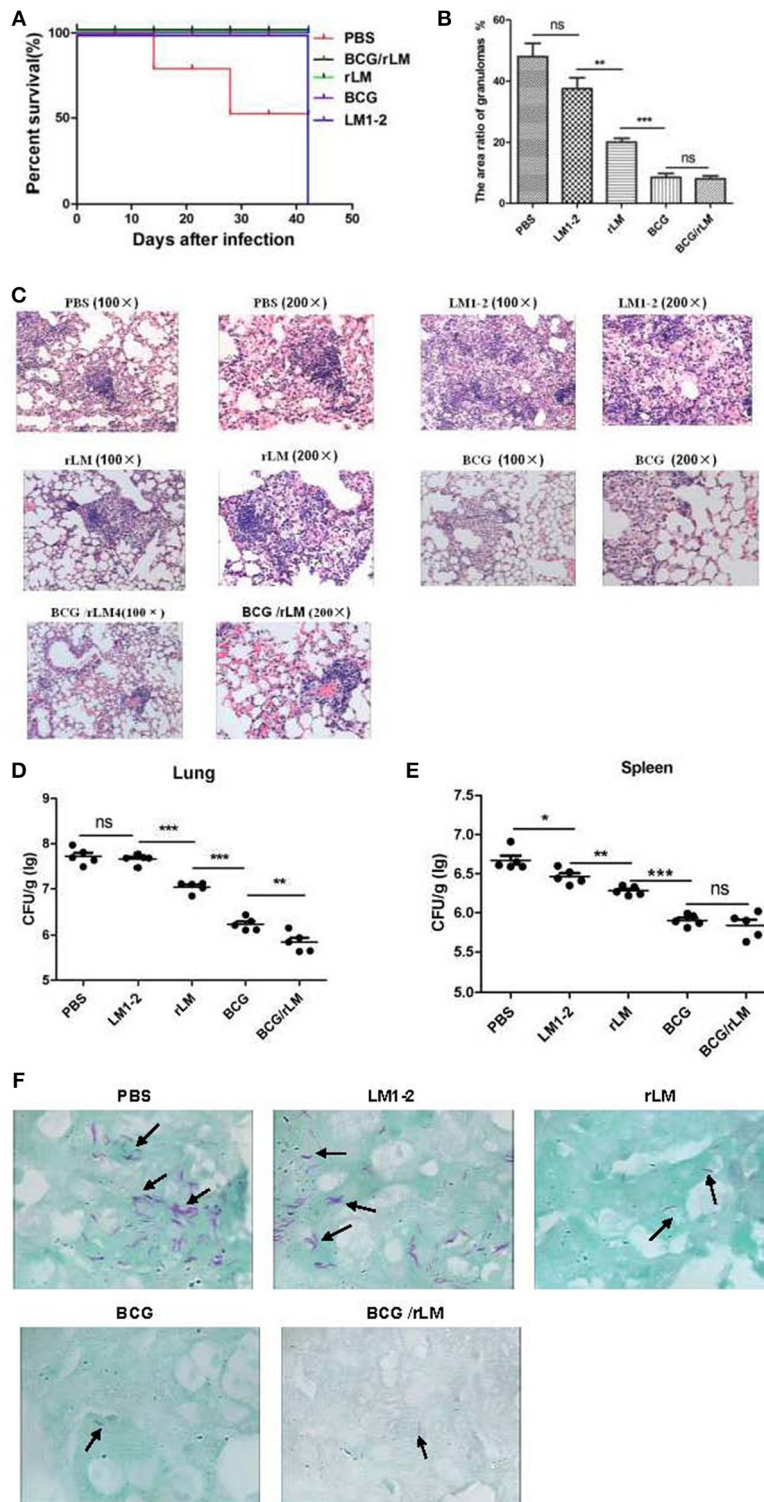 A
Percent survival(%)
100
50
0
0 10 20 30 40 50
Days after infection
PBS
BCG/rLM
rLM
BCG
LM1-2
B
The area ratio of granulomas %
60
40
20
0
ns
**
***
ns
PBS
LM1-2
rLM
BCG
BCG/rLM
C
PBS (100×)
PBS (200×)
LM1-2 (100×)
LM1-2 (200×)
rLM (100×)
rLM (200×)
BCG (100×)
BCG (200×)
BCG /rLM4(100×)
BCG /rLM (200×)
D
Lung
CFU/g (lg)
9
8
7
6
5
ns
***
***
**
PBS
LM1-2
rLM
BCG
BCG/rLM
E
Spleen
CFU/g (lg)
7.5
7.0
6.5
6.0
5.5
5.0
*
**
***
ns
PBS
LM1-2
rLM
BCG
BCG/rLM
F
PBS
LM1-2
rLM
BCG
BCG /rLM